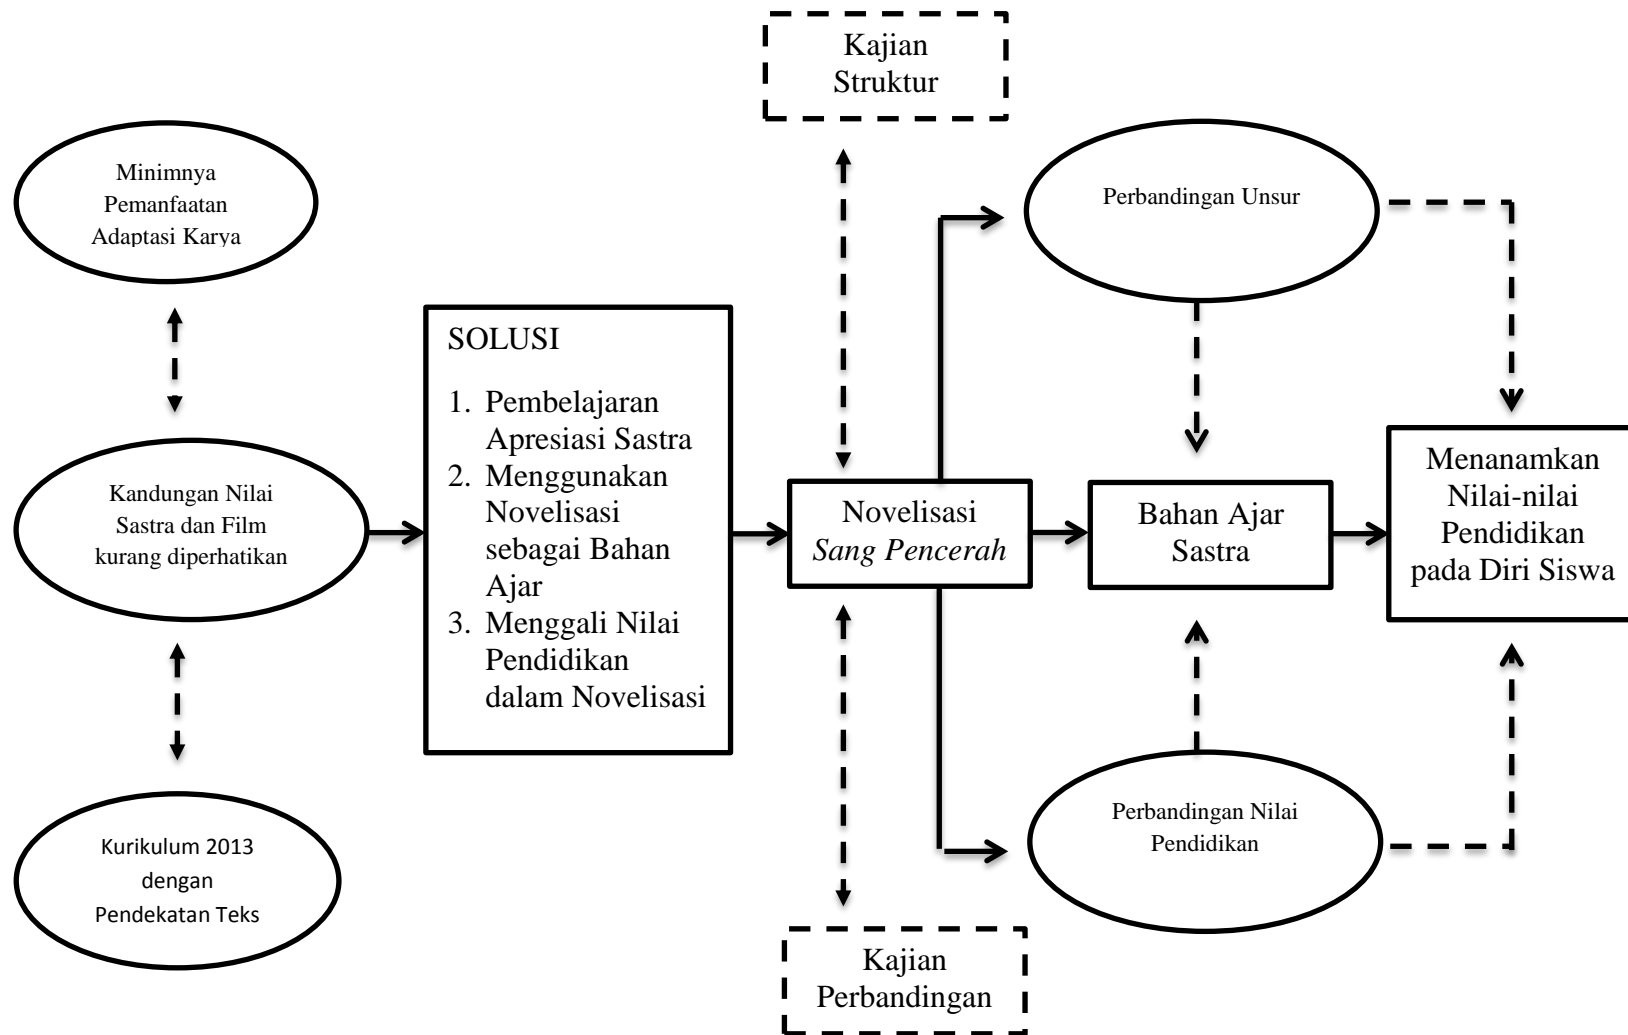 Kajian
Struktur
Minimnya
Pemanfaatan
Adaptasi Karya
Perbandingan Unsur
SOLUSI
1. Pembelajaran
Apresiasi Sastra
2. Menggunakan
Novelisasi
sebagai Bahan
Ajar
3. Menggali Nilai
Pendidikan
dalam Novelisasi
Kandungan Nilai
Sastra dan Film
kurang diperhatikan
Novelisasi
Sang Pencerah
Bahan Ajar
Sastra
Menanamkan
Nilai-nilai
Pendidikan
pada Diri Siswa
Kurikulum 2013
dengan
Pendekatan Teks
Perbandingan Nilai
Pendidikan
Kajian
Perbandingan